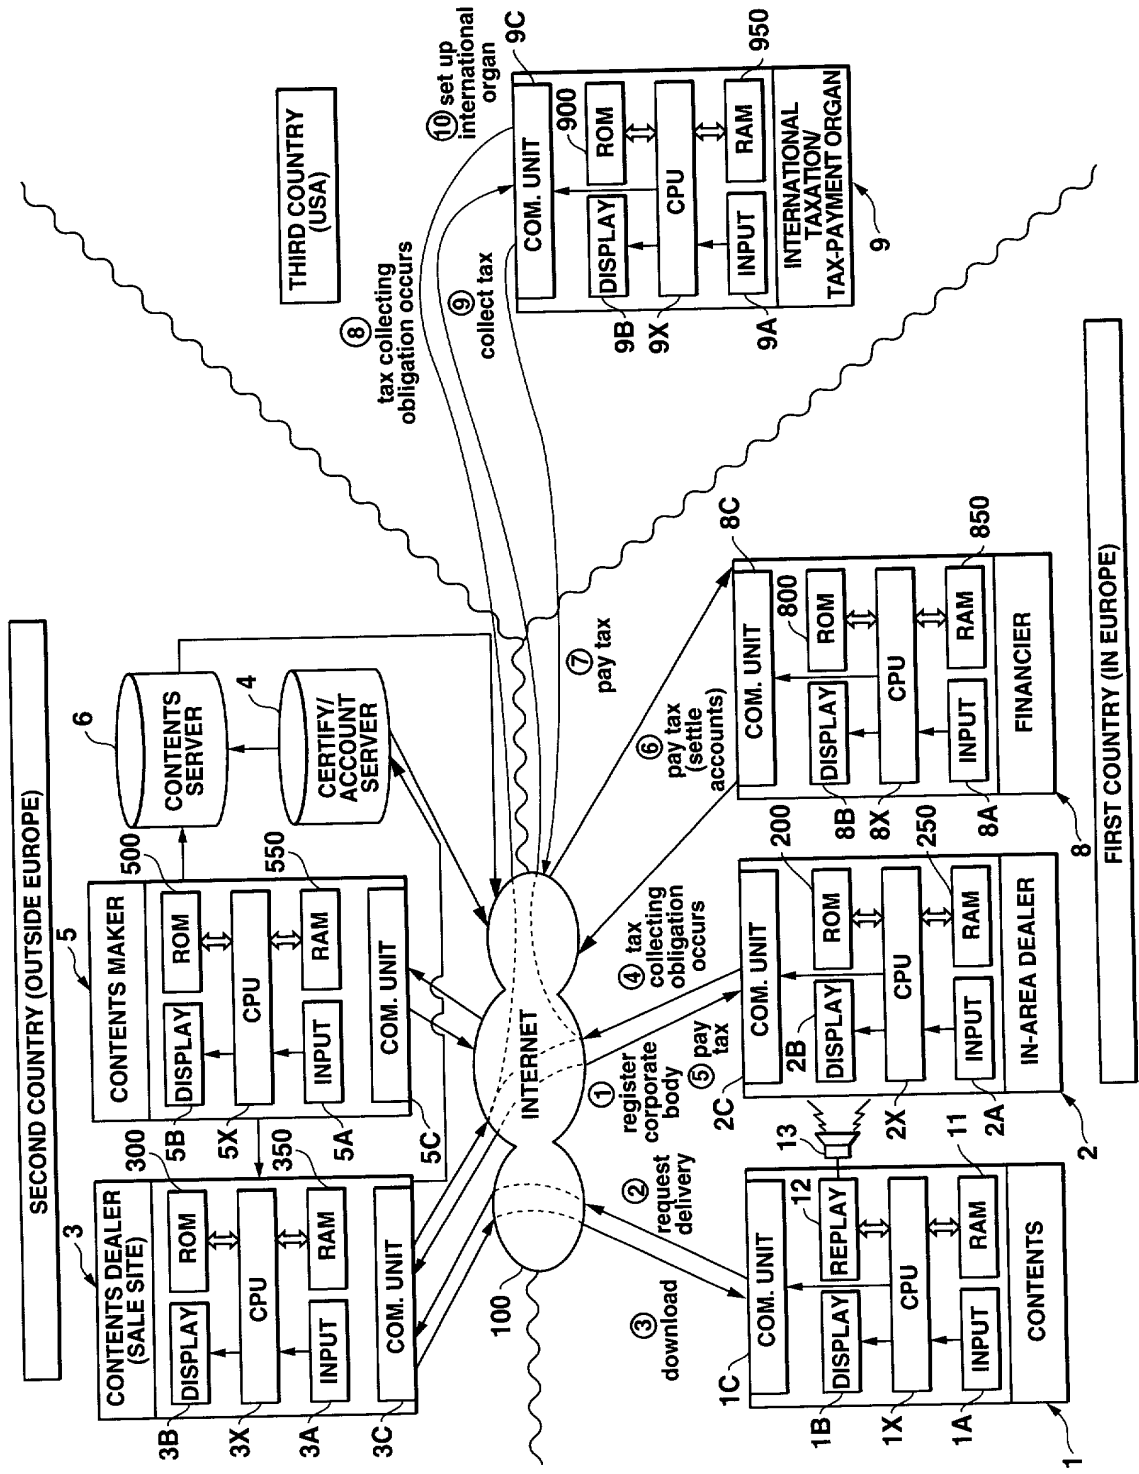 SECOND COUNTRY (OUTSIDE EUROPE)
3
CONTENTS DEALER
(SALE SITE)
300
ROM
DISPLAY
CPU
350
RAM
INPUT
COM. UNIT
3B
3X
3A
3C
5
CONTENTS MAKER
500
ROM
DISPLAY
CPU
550
RAM
INPUT
COM. UNIT
5B
5X
5A
5C
6
CONTENTS
SERVER
4
CERTIFY/
ACCOUNT
SERVER
THIRD COUNTRY
(USA)
⑧
tax collecting
obligation occurs
⑨
collect tax
⑩ set up
international
organ
9C
COM. UNIT
900
ROM
DISPLAY
CPU
950
RAM
INPUT
INTERNATIONAL
TAXATION/
TAX-PAYMENT ORGAN
9B
9X
9A
9
100
INTERNET
⑦
pay tax
⑥
pay tax
(settle
accounts)
④ tax
collecting
obligation
occurs
⑤ pay
tax
①
register
corporate
body
②
request
delivery
③
download
1C
COM. UNIT
12
REPLAY
13
DISPLAY
CPU
11
RAM
INPUT
CONTENTS
1B
1X
1A
1
2C
COM. UNIT
200
ROM
2B
DISPLAY
CPU
250
RAM
INPUT
IN-AREA DEALER
2X
2A
2
8C
COM. UNIT
800
ROM
DISPLAY
CPU
850
RAM
INPUT
FINANCIER
8B
8X
8A
8
FIRST COUNTRY (IN EUROPE)